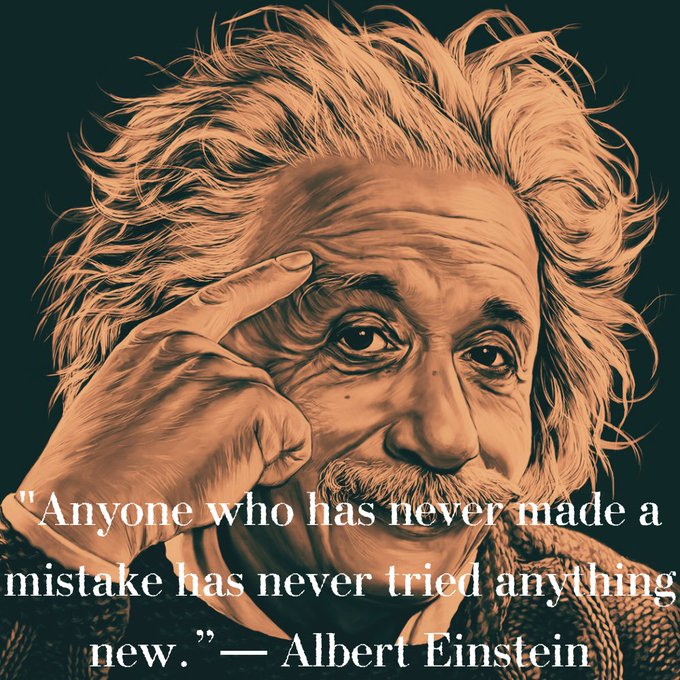 "Anyone who has never made a
mistake has never tried anything
new.”— Albert Einstein